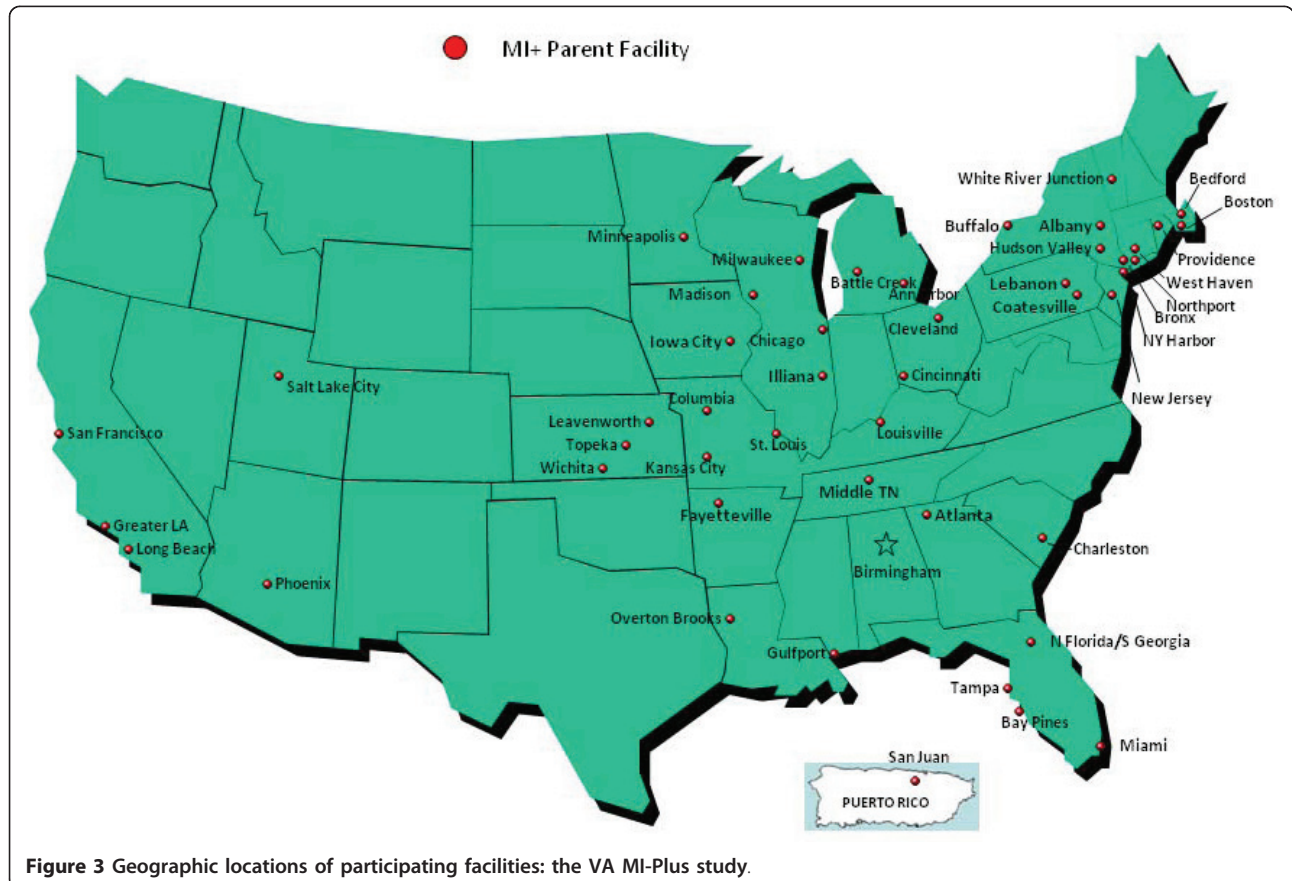 MI+ Parent Facility
White River Junction
Bedford
Boston
Buffalo
Albany
Minneapolis
Hudson Valley
Providence
Milwaukee
Battle Creek
West Haven
Ann Arbor
Lebanon
Madison
Coatesville
Northport
Bronx
Cleveland
NY Harbor
Iowa City
Chicago
Salt Lake City
Illiana
Cincinnati
Columbia
New Jersey
Leavenworth
San Francisco
St. Louis
Louisville
Topeka
Wichita
Kansas City
Middle TN
Fayetteville
Atlanta
Greater LA
Long Beach
Charleston
Birmingham
Phoenix
Overton Brooks
N Florida/S Georgia
Gulfport
Tampa
Bay Pines
Miami
San Juan
PUERTO RICO
Figure 3 Geographic locations of participating facilities: the VA MI-Plus study.